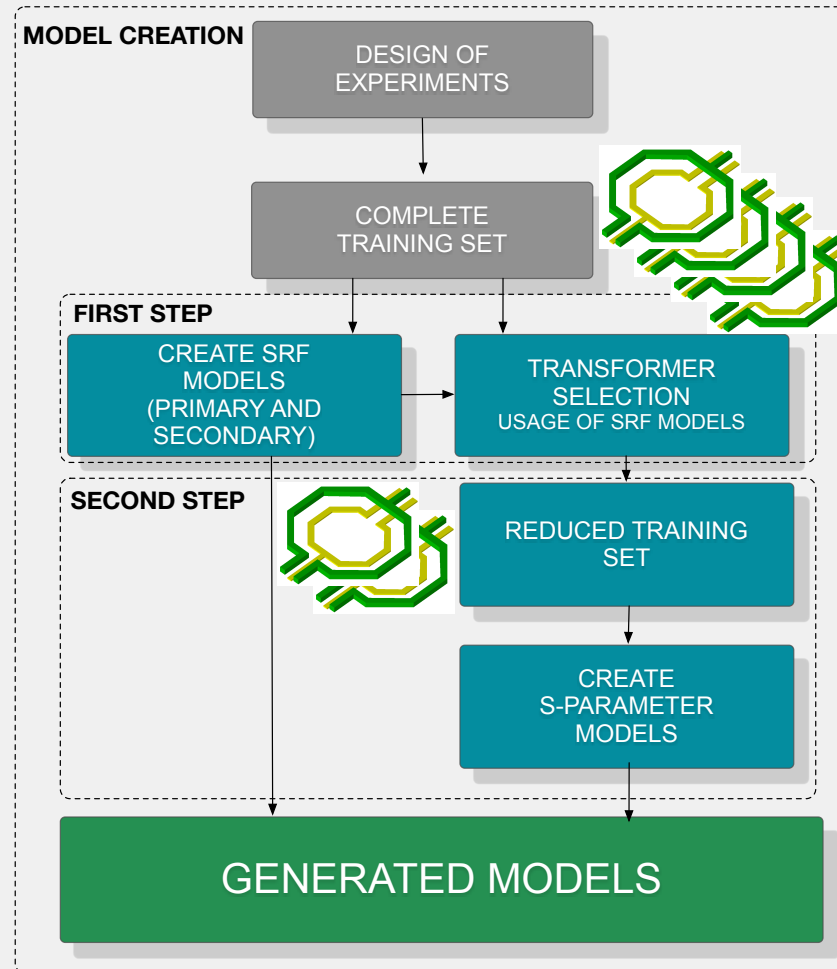 MODEL CREATION
DESIGN OF
EXPERIMENTS
COMPLETE
TRAINING SET
FIRST STEP
CREATE SRF
MODELS
(PRIMARY AND
SECONDARY)
TRANSFORMER
SELECTION
USAGE OF SRF MODELS
SECOND STEP
REDUCED TRAINING
SET
CREATE
S-PARAMETER
MODELS
GENERATED MODELS